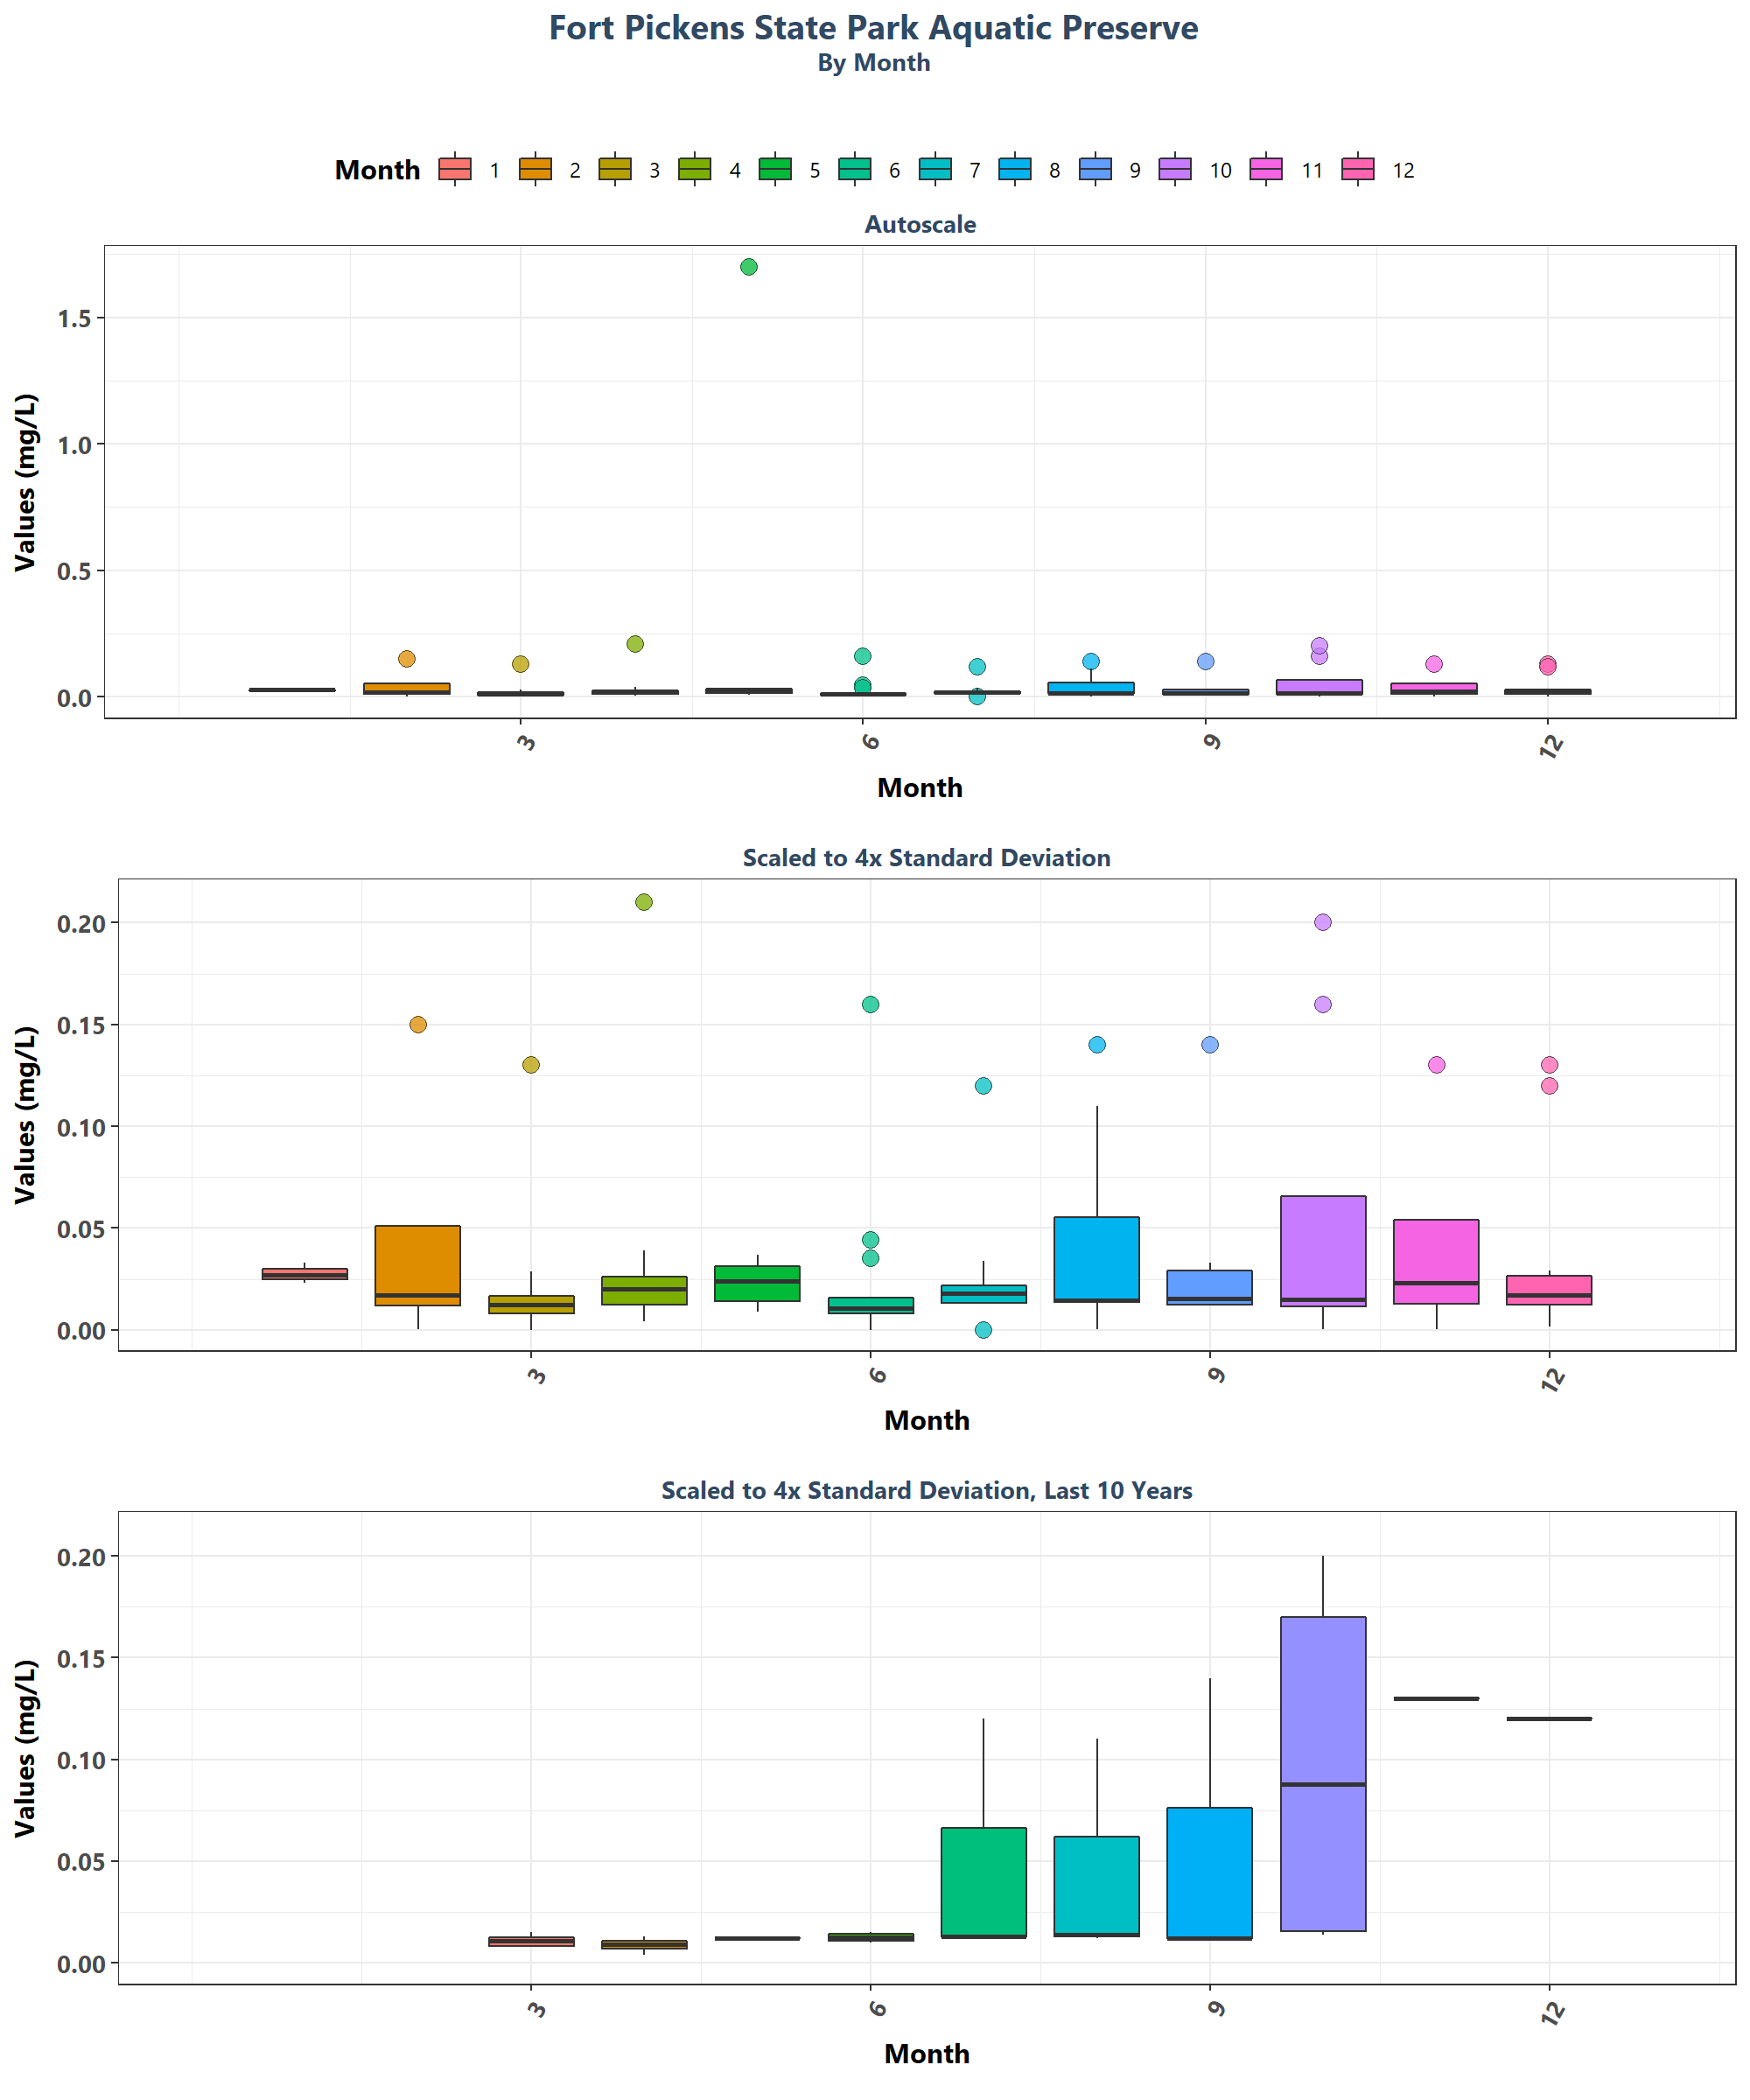 Fort Pickens State Park Aquatic Preserve
By Month
Month 1 2 3 4 5 6 7 8 9 10 11 12
Autoscale
Values (mg/L)
1.5
1.0
0.5
0.0
3 6 9 12
Month
Scaled to 4x Standard Deviation
Values (mg/L)
0.20
0.15
0.10
0.05
0.00
3 6 9 12
Month
Scaled to 4x Standard Deviation, Last 10 Years
Values (mg/L)
0.20
0.15
0.10
0.05
0.00
3 6 9 12
Month